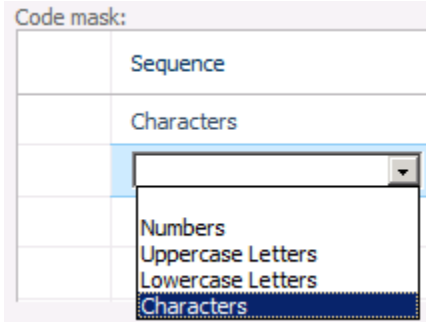 Code mask:
Sequence
Characters
Numbers
Uppercase Letters
Lowercase Letters
Characters